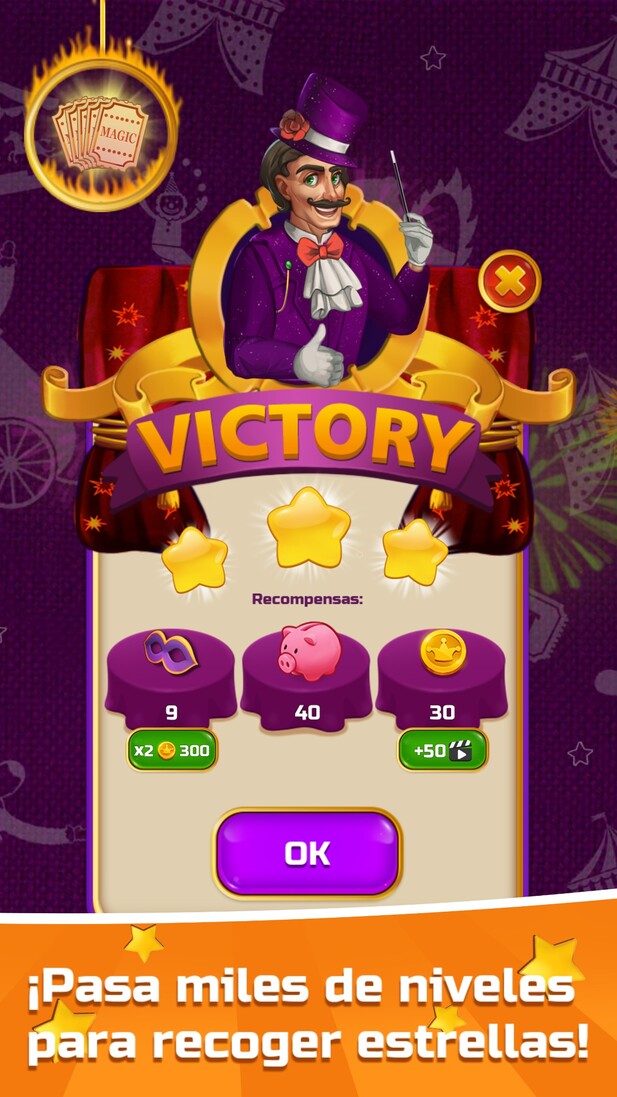 MAGIC
VICTORY
Recompensas:
9
40
30
x2 300
+50
OK
¡Pasa miles de niveles
para recoger estrellas!